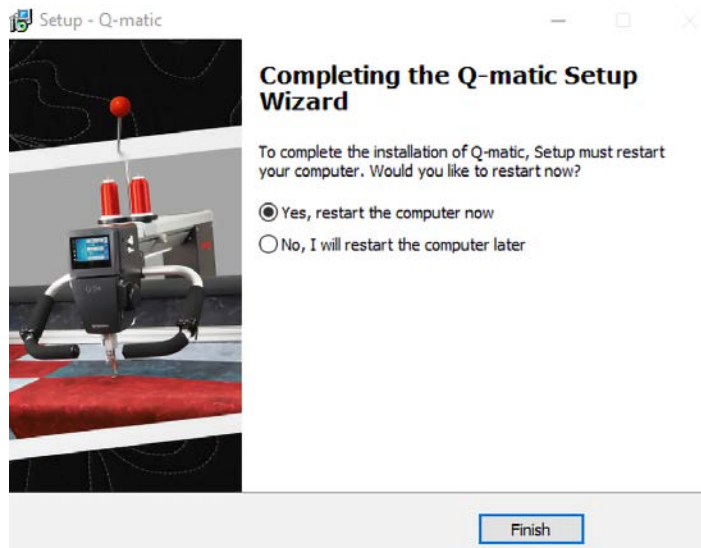 Setup - Q-matic
Completing the Q-matic Setup
Wizard
To complete the installation of Q-matic, Setup must restart
your computer. Would you like to restart now?
Yes, restart the computer now
No, I will restart the computer later
Finish